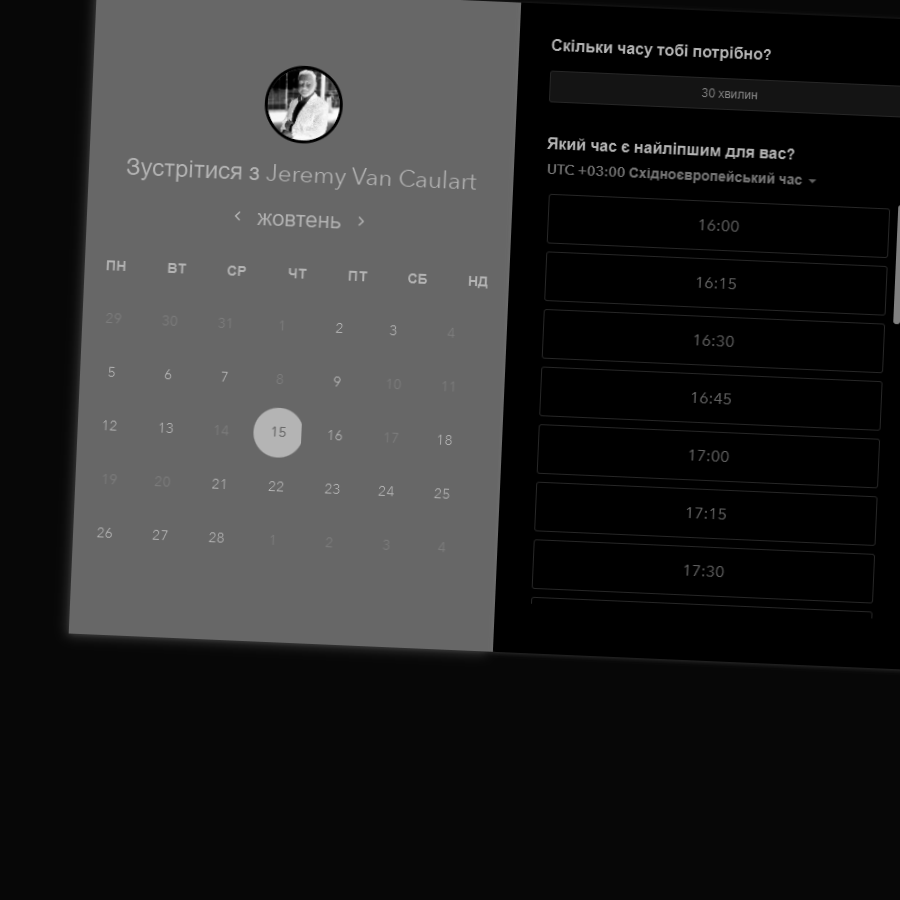 Зустрітися з Jeremy Van Caulart
жовтень
ПН ВТ СР ЧТ ПТ СБ НД
29 30 31 1 2 3 4
5 6 7 8 9 10 11
12 13 14 15 16 17 18
19 20 21 22 23 24 25
26 27 28 1 2 3 4
Скільки часу тобі потрібно?
30 хвилин
Який час є найліпшим для вас?
UTC +03:00 Східноєвропейський час
16:00
16:15
16:30
16:45
17:00
17:15
17:30